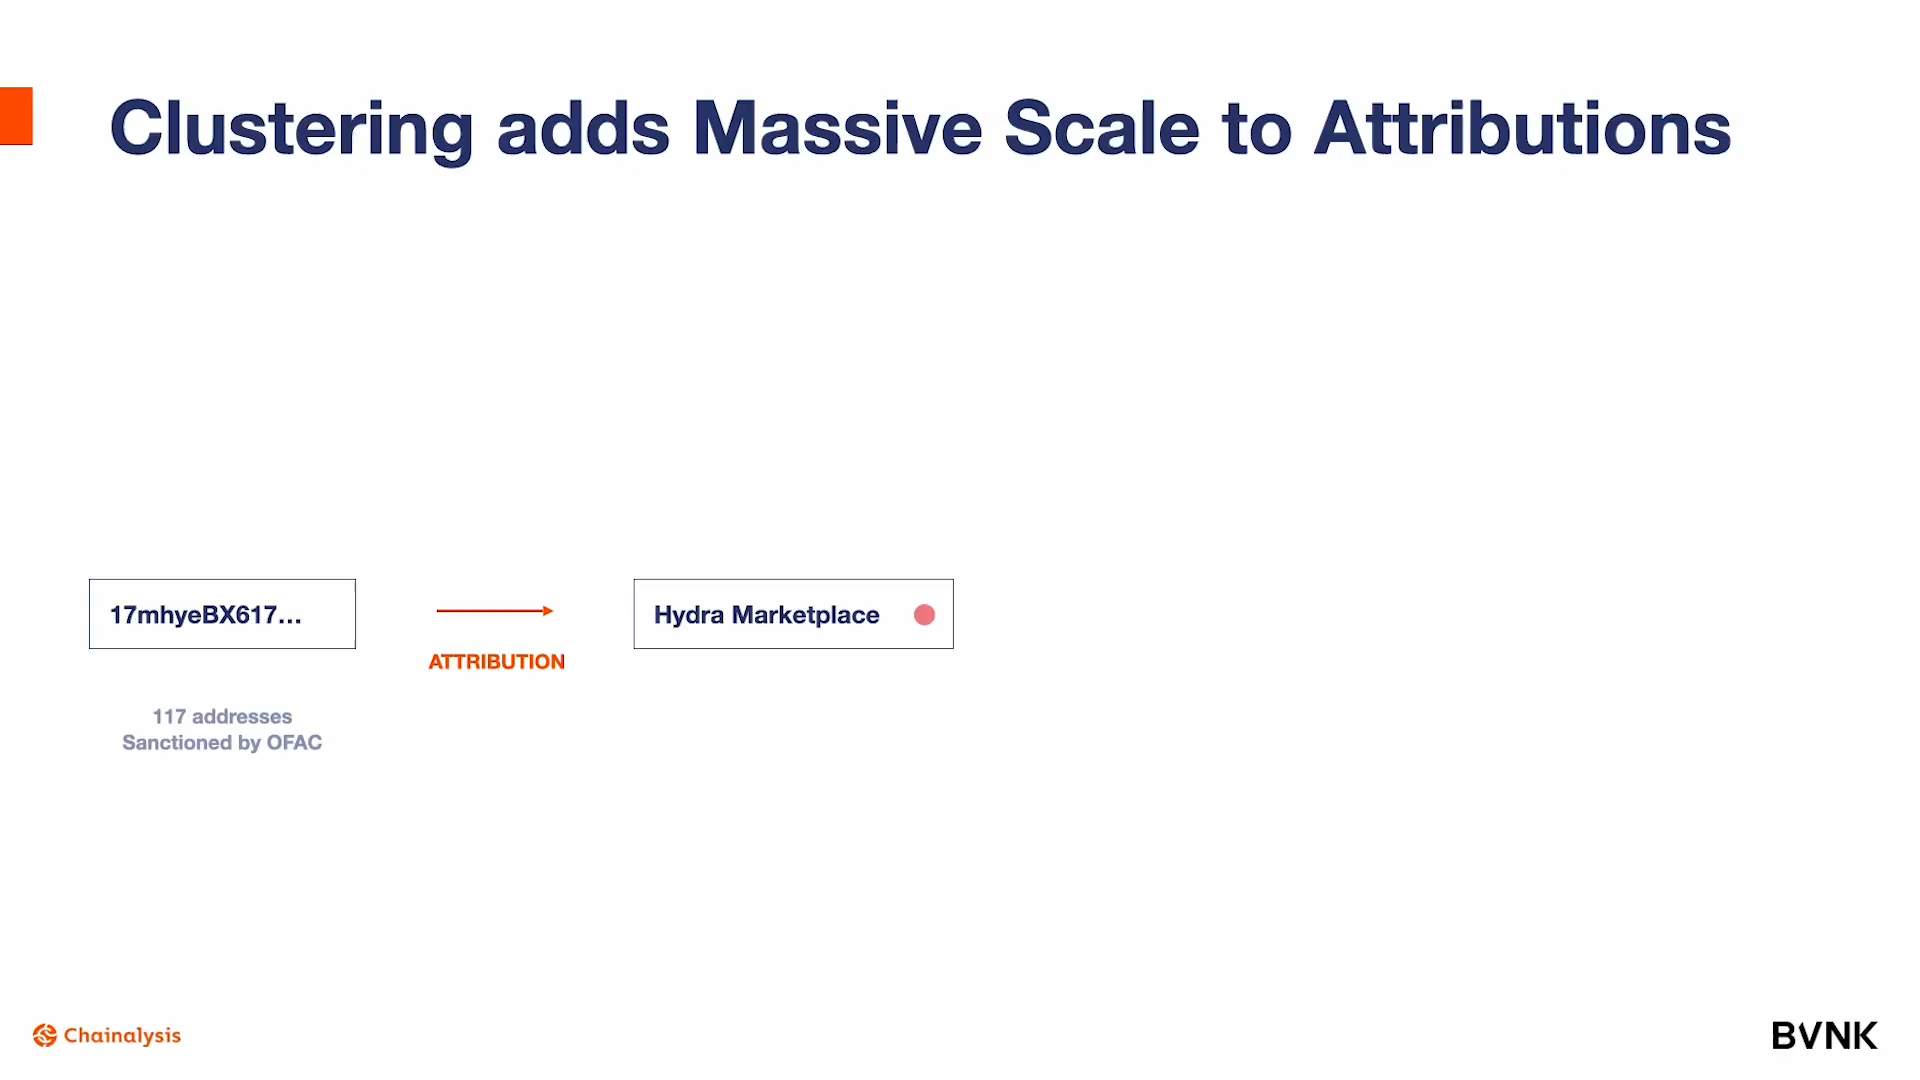 Clustering adds Massive Scale to Attributions
17mhyeBX617...
ATTRIBUTION
Hydra Marketplace
117 addresses
Sanctioned by OFAC
Chainalysis
BVNK